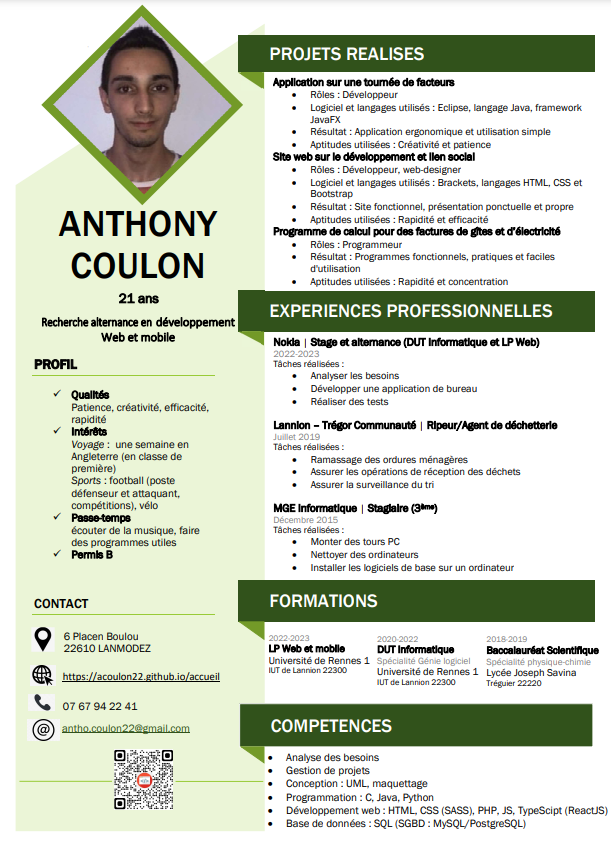 ANTHONY
COULON
21 ans
Recherche alternance en développement
Web et mobile
PROFIL
Qualités
Patience, créativité, efficacité,
rapidité
Intérêts
Voyage : une semaine en
Angleterre (en classe de
première)
Sports : football (poste
défenseur et attaquant,
compétitions), vélo
Passe-temps
écouter de la musique, faire
des programmes utiles
Permis B
CONTACT
6 Placen Boulou
22610 LANMODEZ
https://acoulon22.github.io/accueil
07 67 94 22 41
antho.coulon22@gmail.com
PROJETS REALISES
Application sur une tournée de facteurs
Rôles : Développeur
Logiciel et langages utilisés : Eclipse, langage Java, framework
JavaFX
Résultat : Application ergonomique et utilisation simple
Aptitudes utilisées : Créativité et patience
Site web sur le développement et lien social
Rôles : Développeur, web-designer
Logiciel et langages utilisés : Brackets, langages HTML, CSS et
Bootstrap
Résultat : Site fonctionnel, présentation ponctuelle et propre
Aptitudes utilisées : Rapidité et efficacité
Programme de calcul pour des factures de gîtes et d'électricité
Rôles : Programmeur
Résultat : Programmes fonctionnels, pratiques et faciles
d'utilisation
Aptitudes utilisées : Rapidité et concentration
EXPERIENCES PROFESSIONNELLES
Nokia | Stage et alternance (DUT Informatique et LP Web)
2022-2023
Tâches réalisées :
Analyser les besoins
Développer une application de bureau
Réaliser des tests
Lannion – Trégor Communauté | Ripeur/Agent de déchetterie
Juillet 2019
Tâches réalisées :
Ramassage des ordures ménagères
Assurer les opérations de réception des déchets
Assurer la surveillance du tri
MGE Informatique | Stagiaire (3ème)
Décembre 2015
Tâches réalisées :
Monter des tours PC
Nettoyer des ordinateurs
Installer les logiciels de base sur un ordinateur
FORMATIONS
2022-2023
LP Web et mobile
Université de Rennes 1
IUT de Lannion 22300
2020-2022
DUT Informatique
Spécialité Génie logiciel
Université de Rennes 1
IUT de Lannion 22300
2018-2019
Baccalauréat Scientifique
Spécialité physique-chimie
Lycée Joseph Savina
Tréguier 22220
COMPETENCES
Analyse des besoins
Gestion de projets
Conception : UML, maquettage
Programmation : C, Java, Python
Développement web : HTML, CSS (SASS), PHP, JS, TypeScipt (ReactJS)
Base de données : SQL (SGBD : MySQL/PostgreSQL)